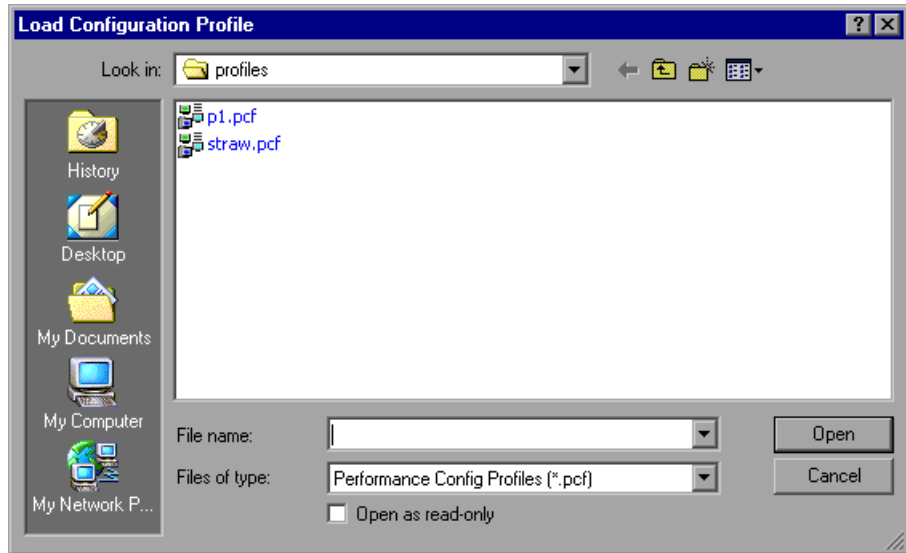 Load Configuration Profile
Look in: profiles
p1.pcf
straw.pcf
History
Desktop
My Documents
My Computer
My Network P...
File name: Open
Files of type: Performance Config Profiles (*.pcf) Cancel
Open as read-only